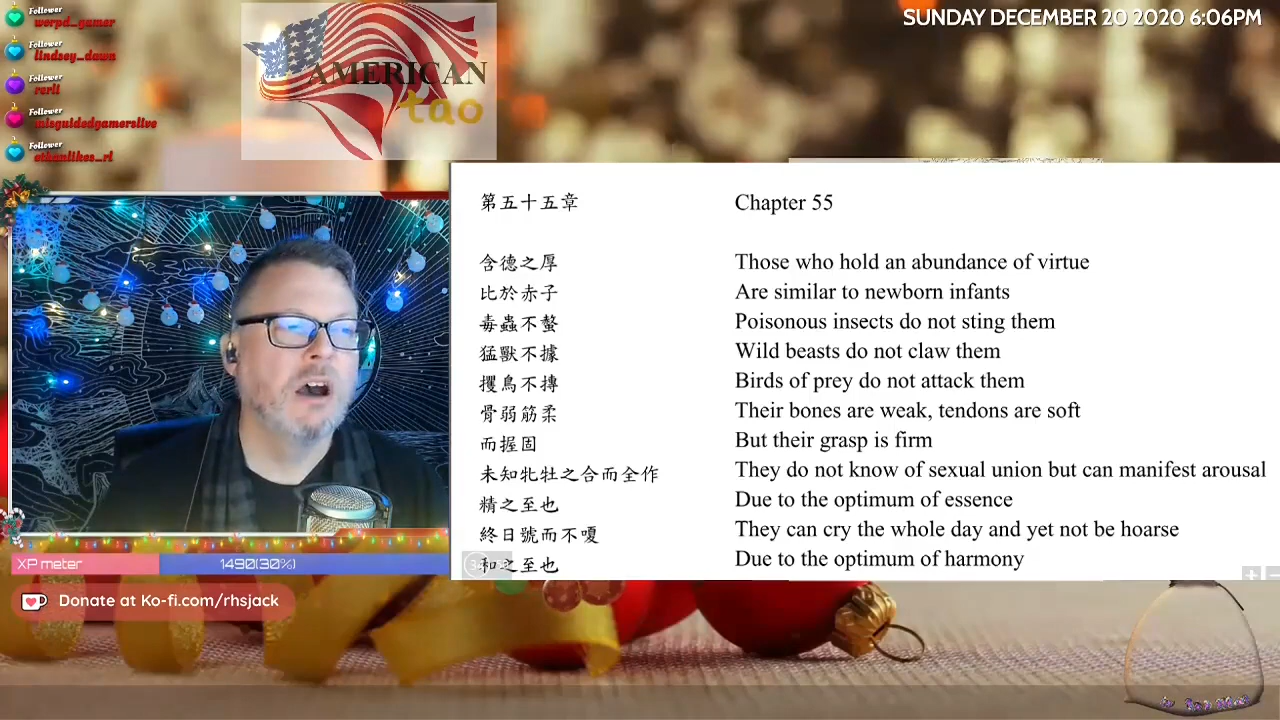 Follower
werpd_gamer
Follower
lindsey_dawn
Follower
rerll
Follower
misguidedgamerslive
Follower
athenlikes_rl
AMERICAN
tao
SUNDAY DECEMBER 20 2020 6:06PM
第五十五章 Chapter 55
含德之厚 Those who hold an abundance of virtue
比於赤子 Are similar to newborn infants
毒蟲不螫 Poisonous insects do not sting them
猛獸不據 Wild beasts do not claw them
攫鳥不摶 Birds of prey do not attack them
骨弱筋柔 Their bones are weak, tendons are soft
而握固 But their grasp is firm
未知牝牡之合而全作 They do not know of sexual union but can manifest arousal
精之至也 Due to the optimum of essence
終日號而不嗄 They can cry the whole day and yet not be hoarse
和之至也 Due to the optimum of harmony
XP meter 1490(30%)
Donate at Ko-fi.com/rhsjack